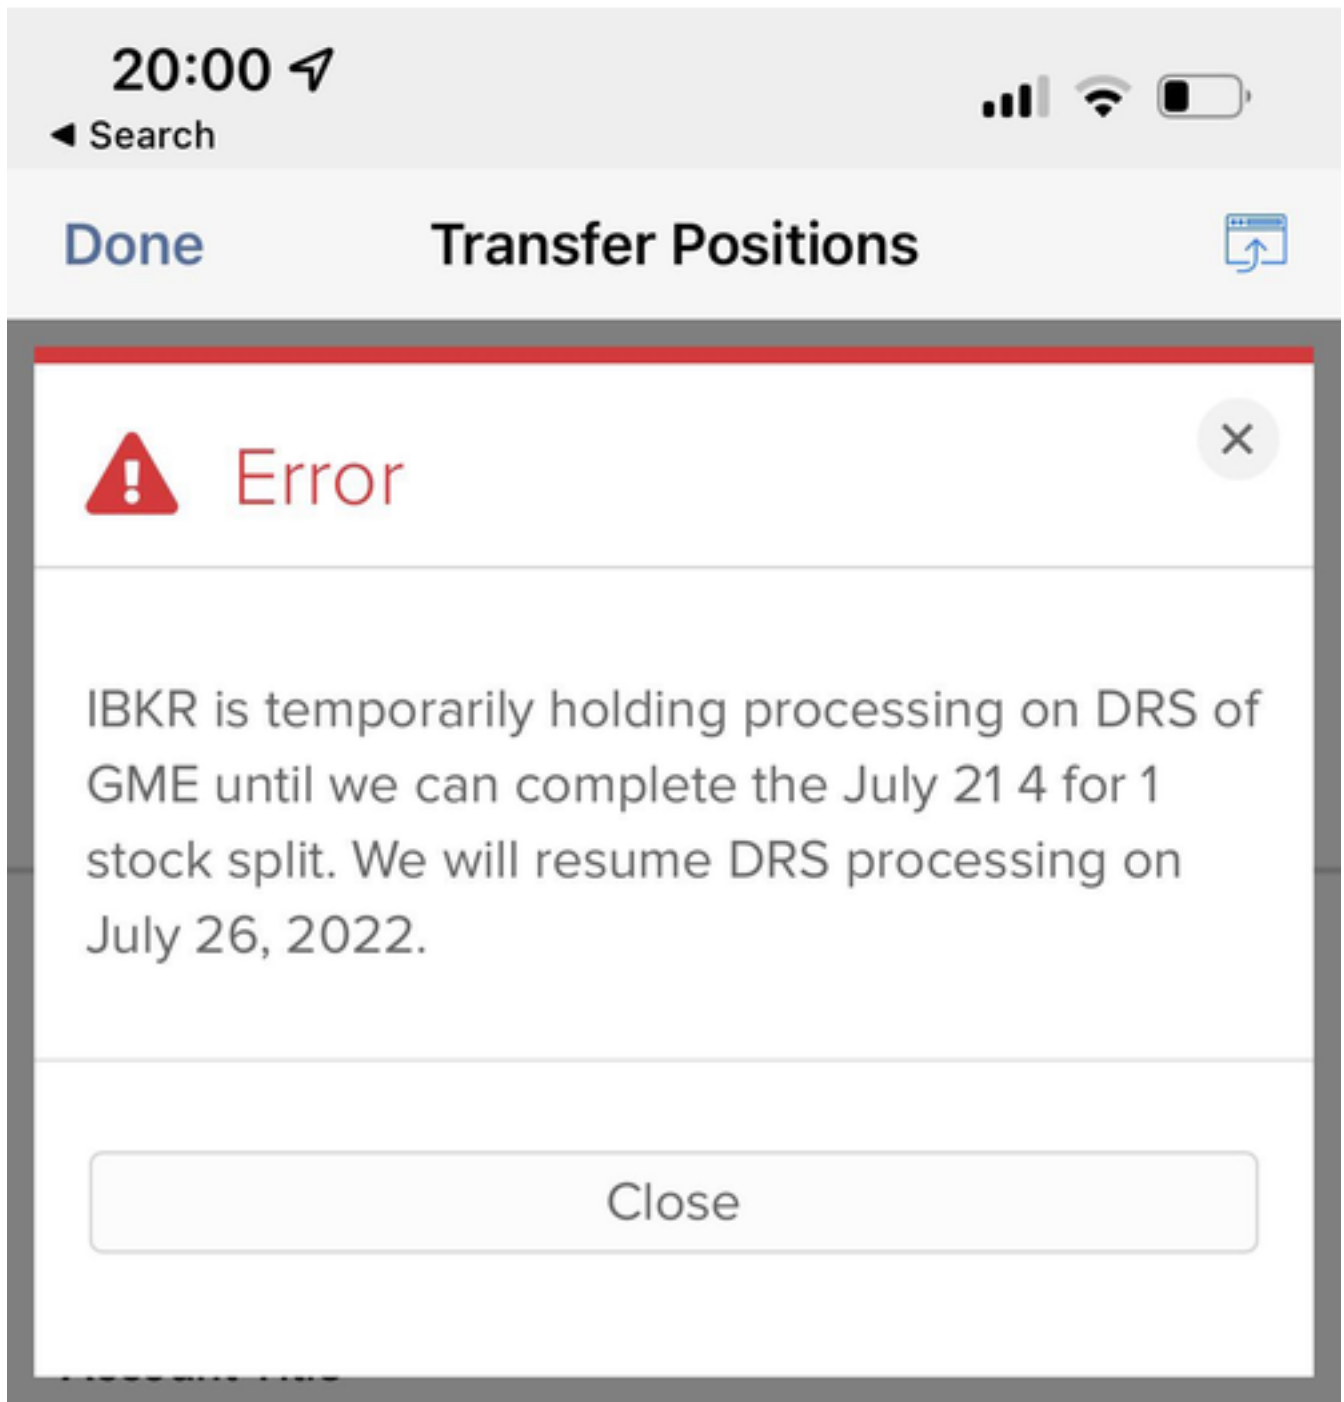 20:00
◀ Search
Done
Transfer Positions
Error
IBKR is temporarily holding processing on DRS of
GME until we can complete the July 21 4 for 1
stock split. We will resume DRS processing on
July 26, 2022.
Close